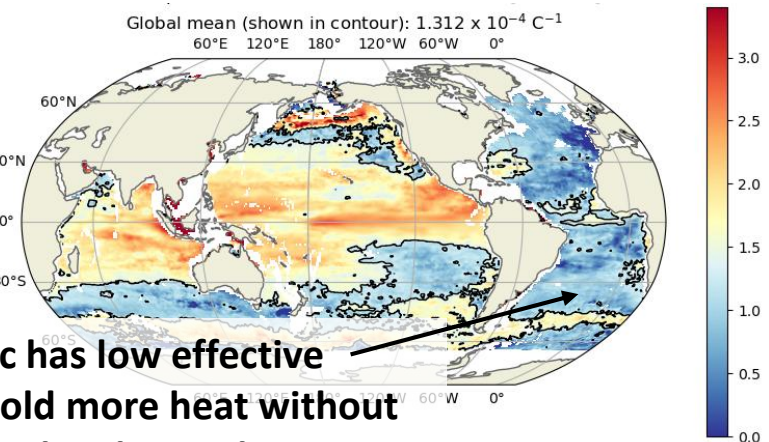 Global mean (shown in contour): 1.312 x 10⁻⁴ C⁻¹
60°E 120°E 180° 120°W 60°W 0°
3.0
60°N
2.5
0°N
2.0
0°
1.5
0°S
1.0
60°S
c has low effective
0.5
old more heat without
60°E 120°E 180° 120°W 60°W 0°
0.0